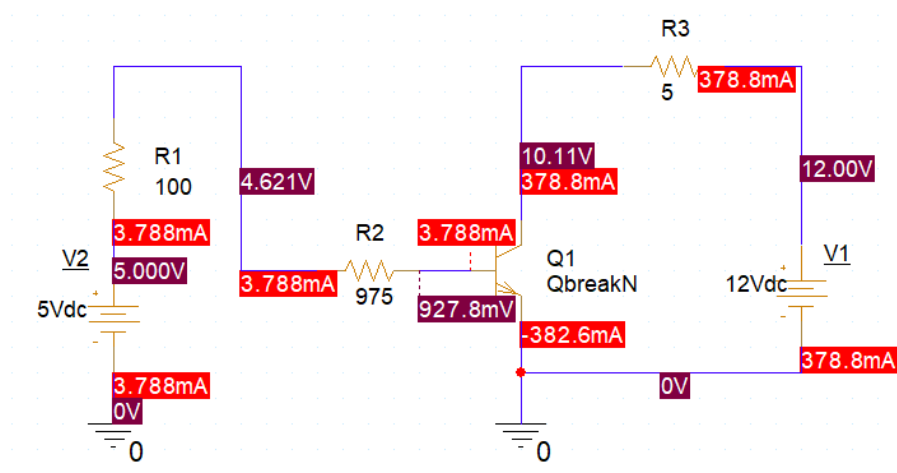 R3
5
378.8mA
R1
100
4.621V
10.11V
378.8mA
12.00V
3.788mA
V2
5.000V
5Vdc
+
-
3.788mA
0V
0
3.788mA
R2
975
3.788mA
927.8mV
Q1
QbreakN
-382.6mA
V1
12Vdc
+
-
378.8mA
0V
0